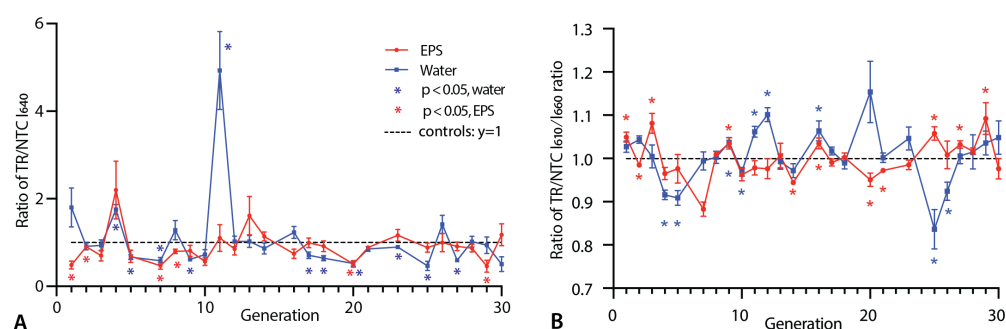 6
4
2
0
Ratio of TR/NTC I640
EPS
Water
* p < 0.05, water
* p < 0.05, EPS
controls: y=1
0 10 20 30
Generation
A
1.3
1.2
1.1
1.0
0.9
0.8
0.7
Ratio of TR/NTC I610/I660 ratio
0 10 20 30
Generation
B